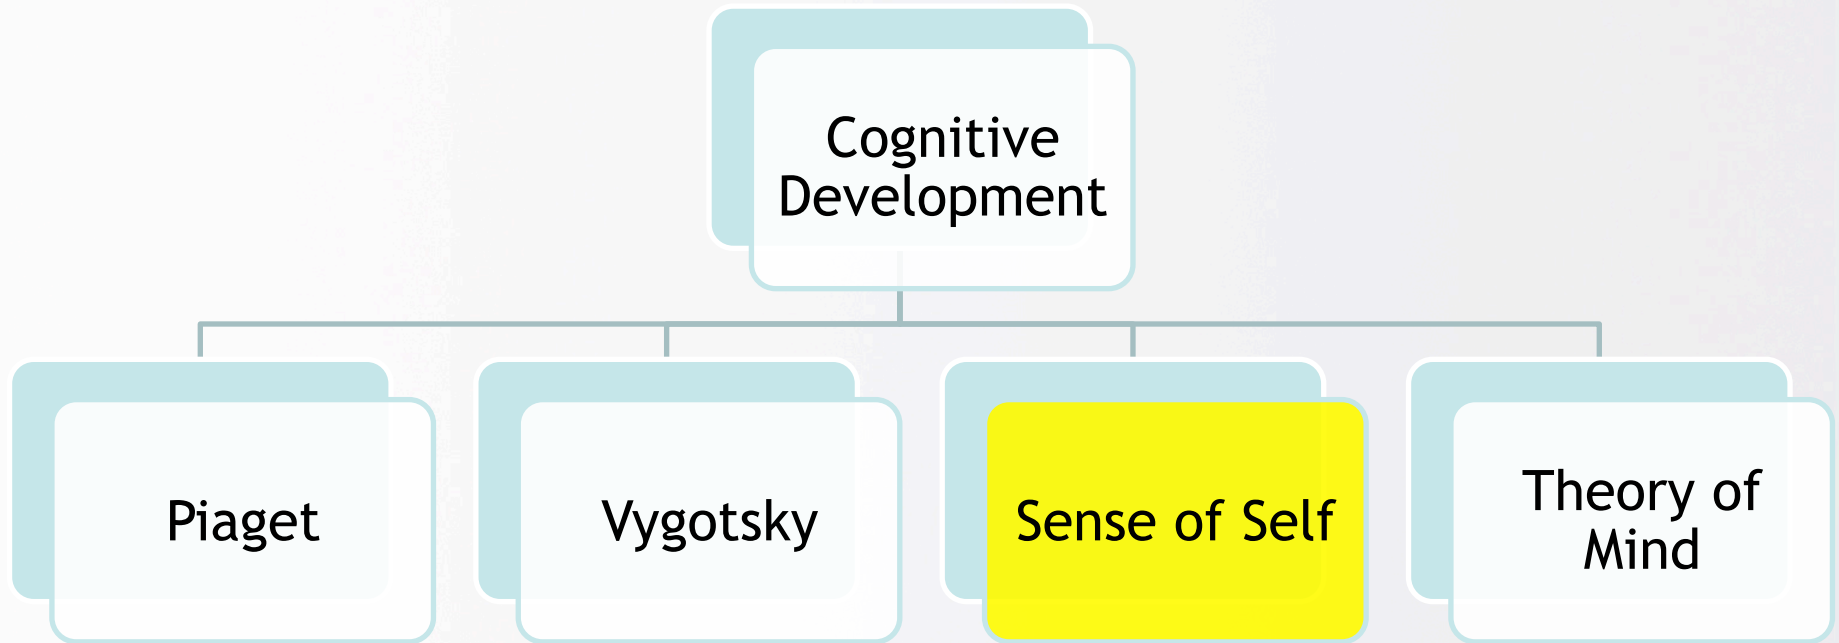 Cognitive
Development
Piaget
Vygotsky
Sense of Self
Theory of
Mind